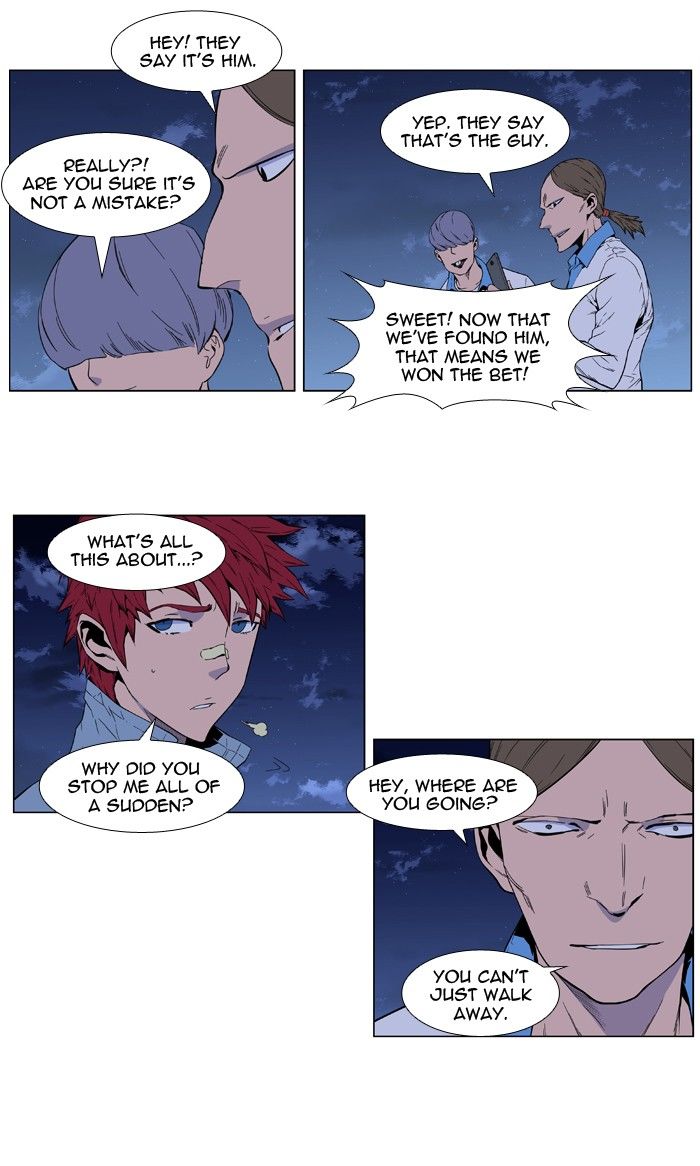 HEY! THEY
SAY IT'S HIM.
REALLY?!
ARE YOU SURE IT'S
NOT A MISTAKE?
YEP. THEY SAY
THAT'S THE GUY.
SWEET! NOW THAT
WE'VE FOUND HIM,
THAT MEANS WE
WON THE BET!
WHAT'S ALL
THIS ABOUT...?
WHY DID YOU
STOP ME ALL OF
A SUDDEN?
HEY, WHERE ARE
YOU GOING?
YOU CAN'T
JUST WALK
AWAY.